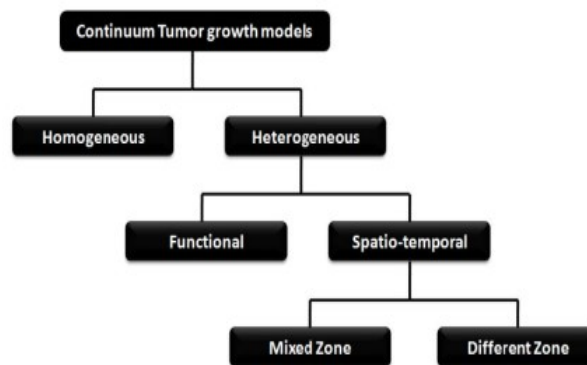 Continuum Tumor growth models
Homogeneous
Heterogeneous
Functional
Spatio-temporal
Mixed Zone
Different Zone